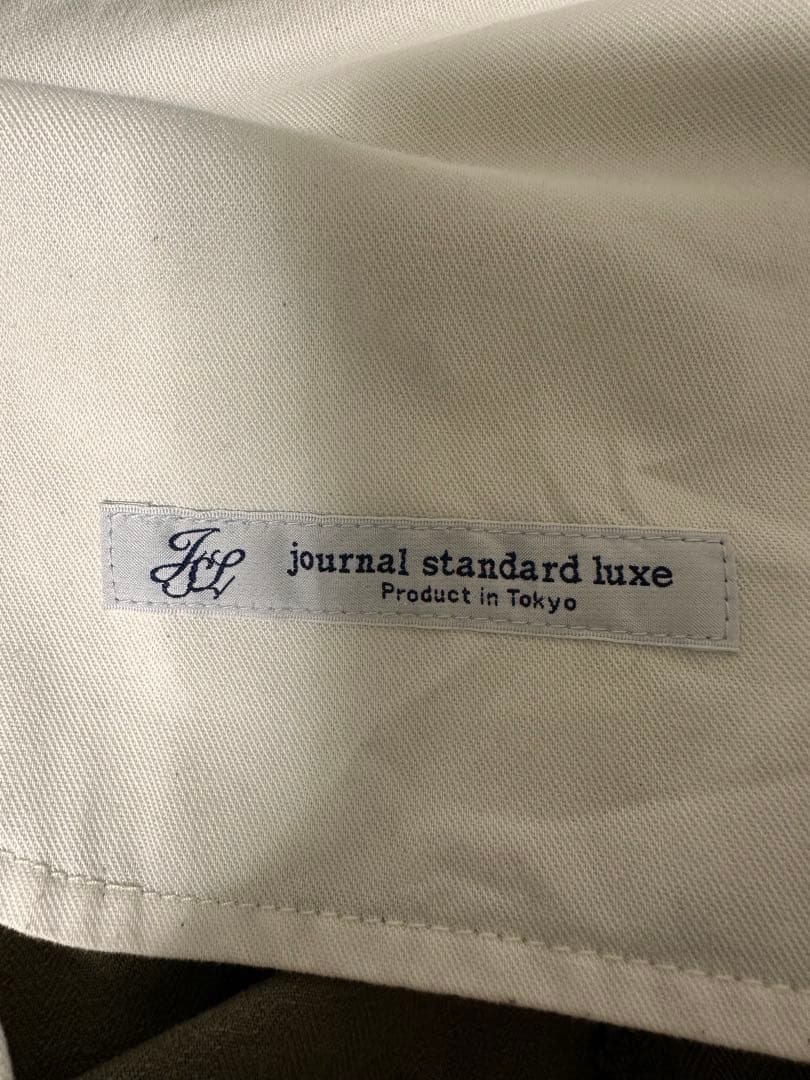 JSL journal standard luxe
Product in Tokyo